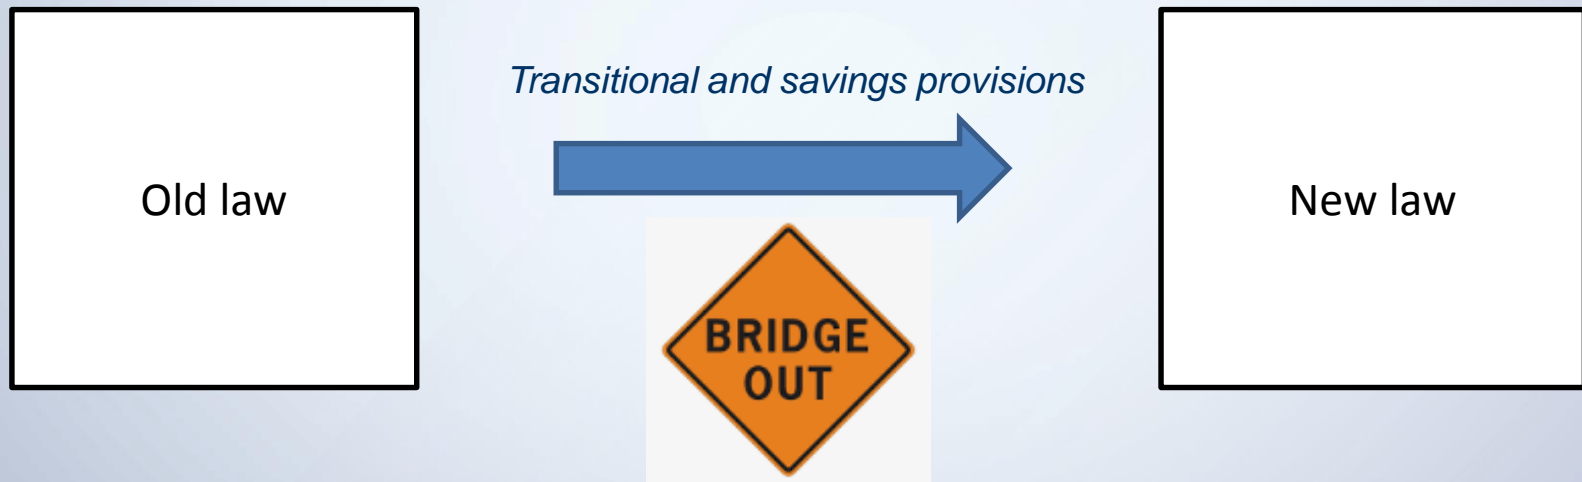 Transitional and savings provisions
Old law
New law
BRIDGE
OUT